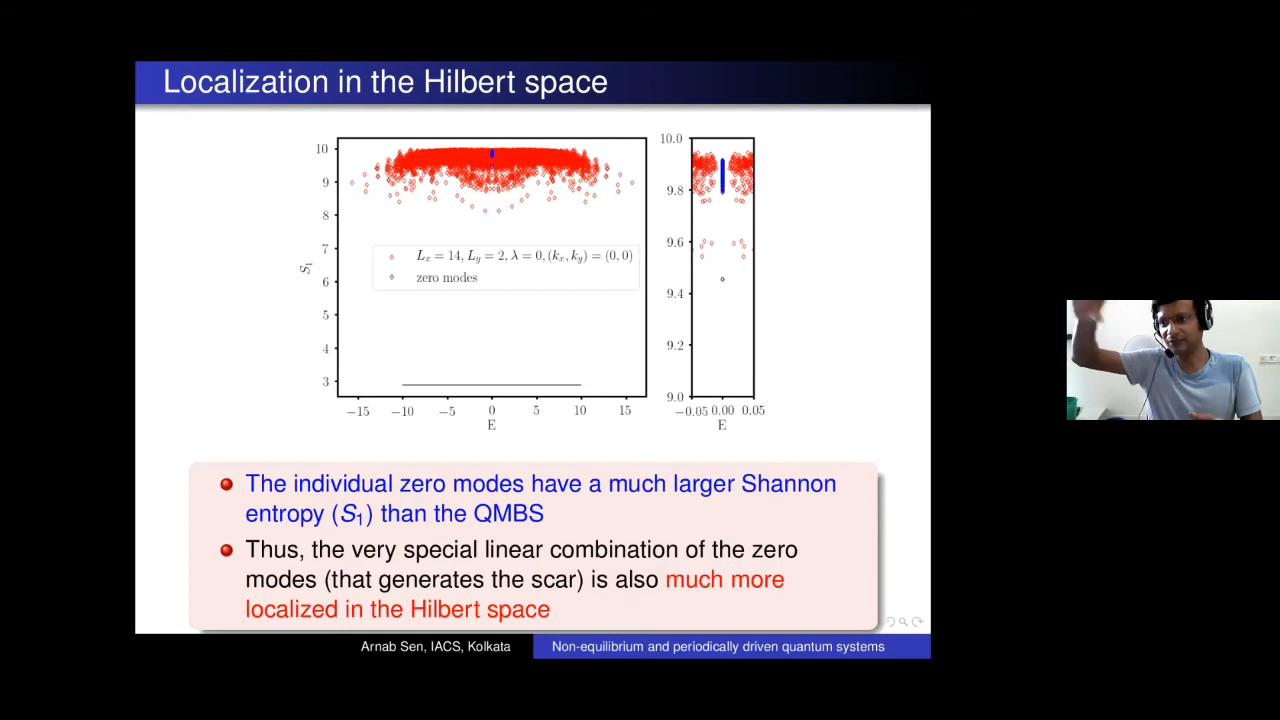 Localization in the Hilbert space
10
9
8
7
6
5
4
3
S₁
−15 −10 −5 0 5 10 15
E
L_x = 14, L_y = 2, λ = 0, (k_x, k_y) = (0, 0)
zero modes
10.0
9.8
9.6
9.4
9.2
9.0
−0.05 0.00 0.05
E
The individual zero modes have a much larger Shannon
entropy (S₁) than the QMBS
Thus, the very special linear combination of the zero
modes (that generates the scar) is also much more
localized in the Hilbert space
Arnab Sen, IACS, Kolkata
Non-equilibrium and periodically driven quantum systems